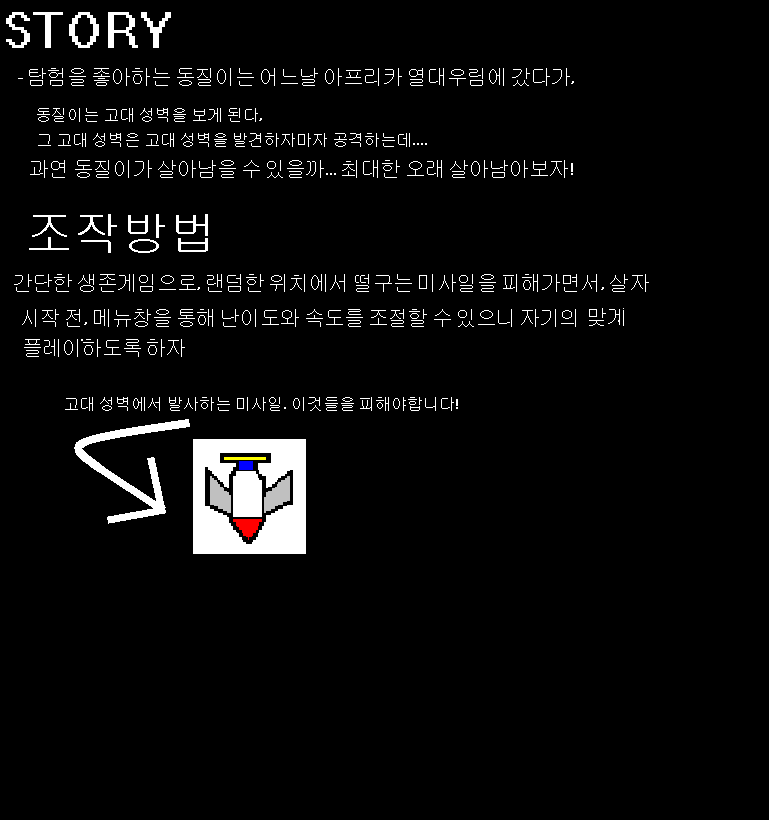 STORY
- 탐험을 좋아하는 동질이는 어느날 아프리카 열대우림에 갔다가,
동질이는 고대 성벽을 보게 된다,
그 고대 성벽은 고대 성벽을 발견하자마자 공격하는데....
과연 동질이가 살아남을 수 있을까... 최대한 오래 살아남아보자!
조작방법
간단한 생존게임으로, 랜덤한 위치에서 떨구는 미사일을 피해가면서, 살자
시작 전, 메뉴창을 통해 난이도와 속도를 조절할 수 있으니 자기의 맞게
플레이하도록 하자
고대 성벽에서 발사하는 미사일. 이것들을 피해야합니다!